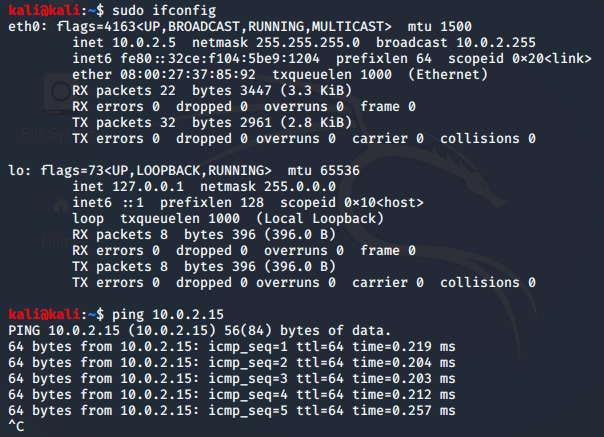 kali@kali:~$ sudo ifconfig
eth0: flags=4163<UP,BROADCAST,RUNNING,MULTICAST>  mtu 1500
        inet 10.0.2.5  netmask 255.255.255.0  broadcast 10.0.2.255
        inet6 fe80::32ce:f104:5be9:1204  prefixlen 64  scopeid 0×20<link>
        ether 08:00:27:37:85:92  txqueuelen 1000  (Ethernet)
        RX packets 22  bytes 3447 (3.3 KiB)
        RX errors 0  dropped 0  overruns 0  frame 0
        TX packets 32  bytes 2961 (2.8 KiB)
        TX errors 0  dropped 0 overruns 0  carrier 0  collisions 0
File System
lo: flags=73<UP,LOOPBACK,RUNNING>  mtu 65536
        inet 127.0.0.1  netmask 255.0.0.0
        inet6 ::1  prefixlen 128  scopeid 0×10<host>
        loop  txqueuelen 1000  (Local Loopback)
        RX packets 8  bytes 396 (396.0 B)
        RX errors 0  dropped 0  overruns 0  frame 0
        TX packets 8  bytes 396 (396.0 B)
        TX errors 0  dropped 0 overruns 0  carrier 0  collisions 0
kali@kali:~$ ping 10.0.2.15
PING 10.0.2.15 (10.0.2.15) 56(84) bytes of data.
64 bytes from 10.0.2.15: icmp_seq=1 ttl=64 time=0.219 ms
64 bytes from 10.0.2.15: icmp_seq=2 ttl=64 time=0.204 ms
64 bytes from 10.0.2.15: icmp_seq=3 ttl=64 time=0.203 ms
64 bytes from 10.0.2.15: icmp_seq=4 ttl=64 time=0.212 ms
64 bytes from 10.0.2.15: icmp_seq=5 ttl=64 time=0.257 ms
^C